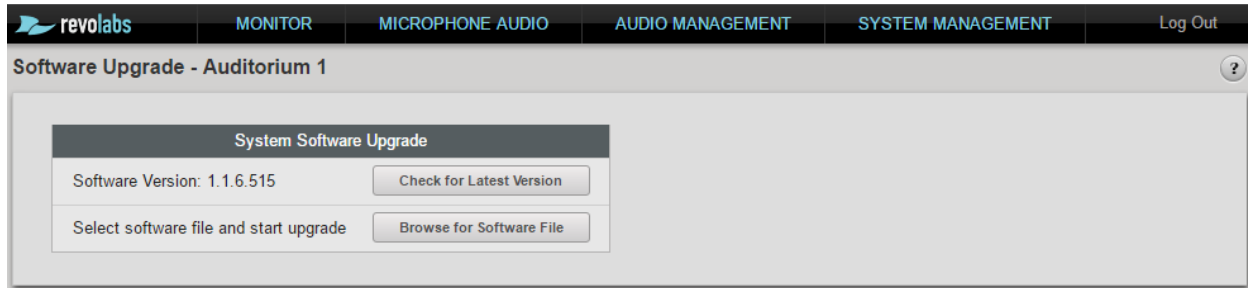 revolabs MONITOR MICROPHONE AUDIO AUDIO MANAGEMENT SYSTEM MANAGEMENT Log Out
Software Upgrade - Auditorium 1 ?
System Software Upgrade
Software Version: 1.1.6.515 Check for Latest Version
Select software file and start upgrade Browse for Software File